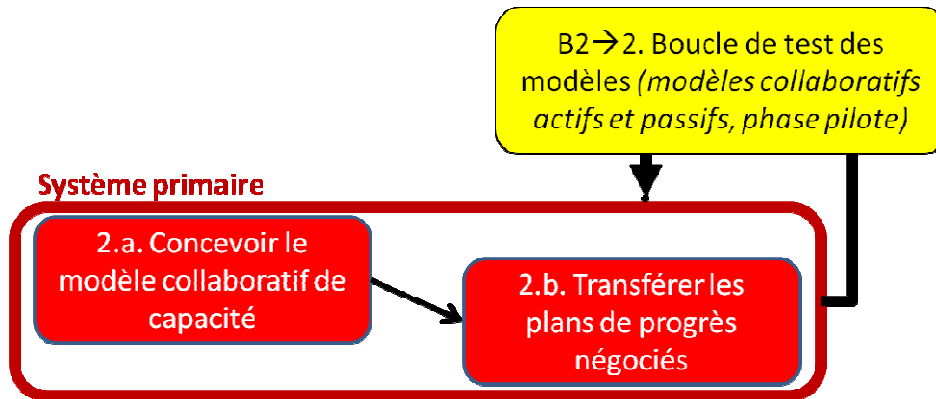 B2→2. Boucle de test des
modèles (modèles collaboratifs
actifs et passifs, phase pilote)
Système primaire
2.a. Concevoir le
modèle collaboratif de
capacité
2.b. Transférer les
plans de progrès
négociés